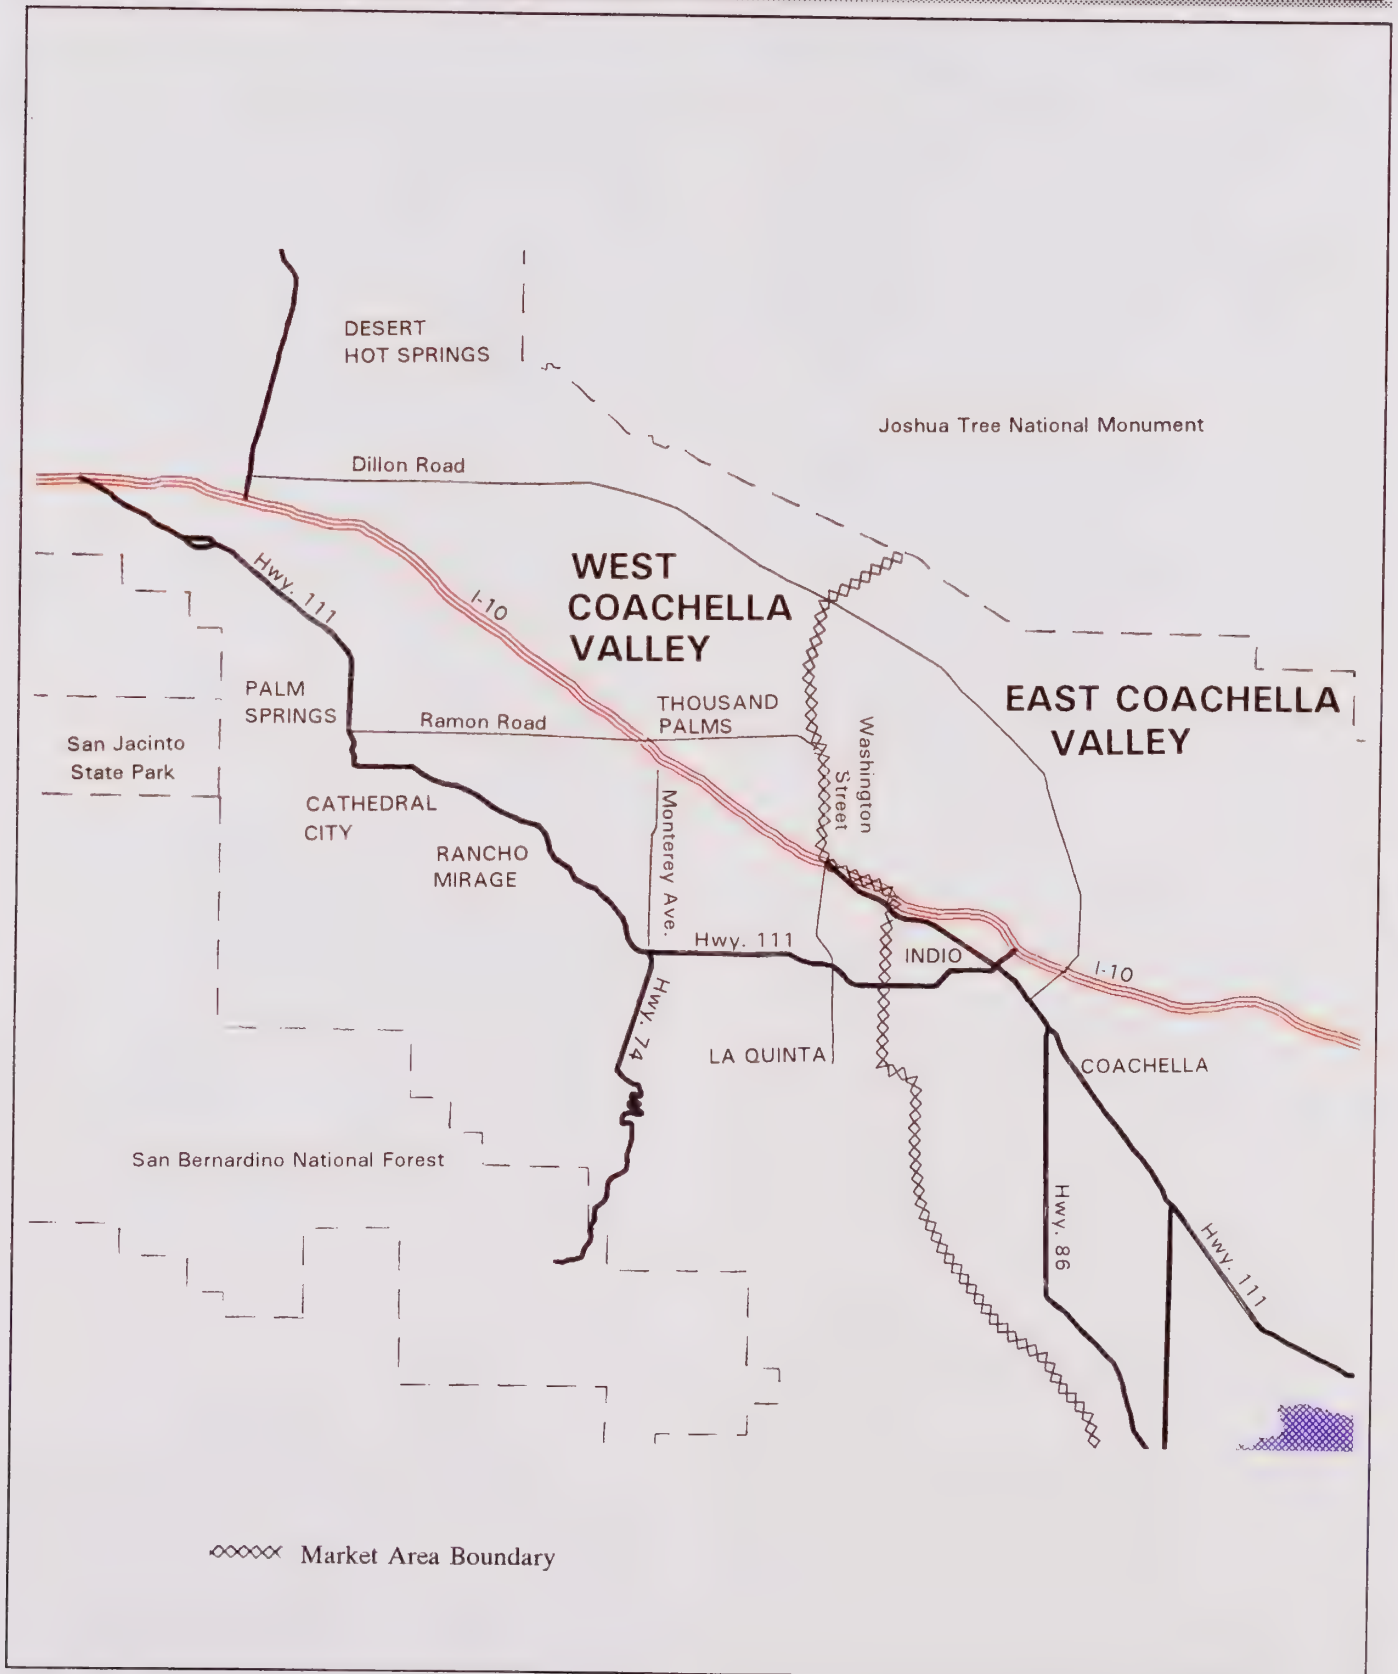 DESERT
HOT SPRINGS
Joshua Tree National Monument
Dillon Road
Hwy. 111
I-10
WEST
COACHELLA
VALLEY
EAST COACHELLA
VALLEY
PALM
SPRINGS
Ramon Road
THOUSAND
PALMS
Washington
Street
San Jacinto
State Park
CATHEDRAL
CITY
RANCHO
MIRAGE
Monterey Ave.
Hwy. 111
INDIO
I-10
Hwy. 74
LA QUINTA
COACHELLA
San Bernardino National Forest
Hwy. 86
Hwy. 111
Market Area Boundary